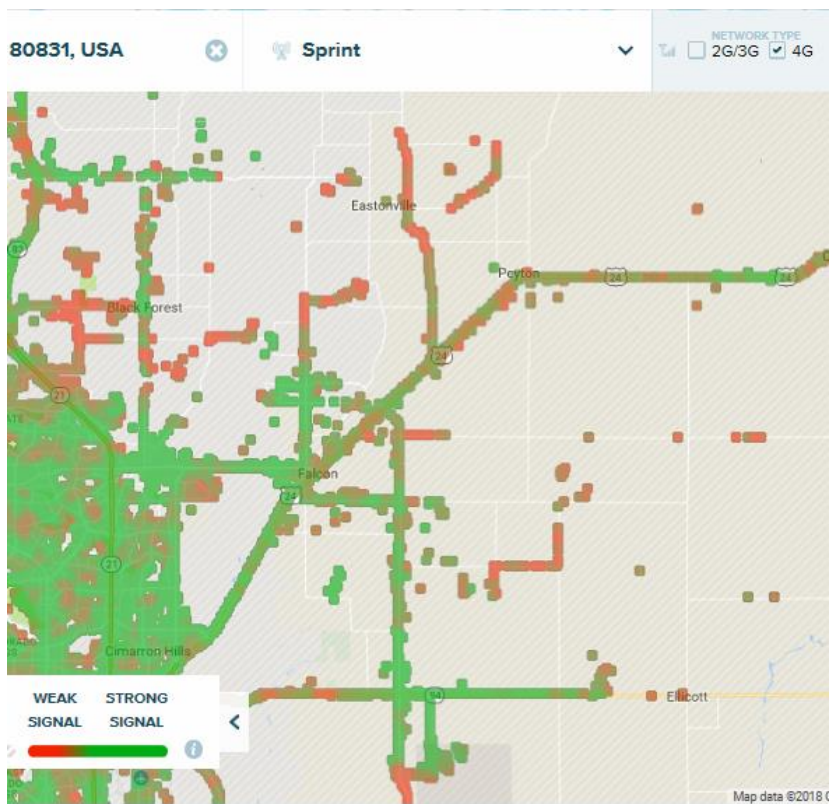 80831, USA
Sprint
NETWORK TYPE
2G/3G
4G
Eastonville
83
Peyton
24
24
Black Forest
24
21
Falcon
24
21
Cimarron Hills
WEAK SIGNAL
STRONG SIGNAL
94
Ellicott
Map data ©2018